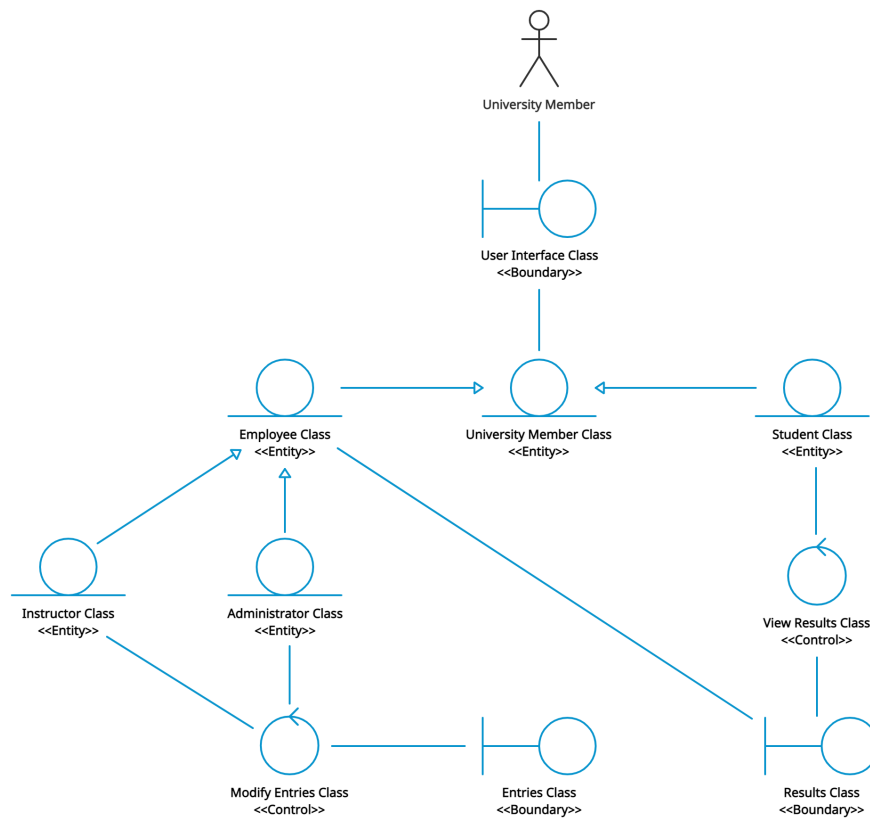 University Member
User Interface Class
<<Boundary>>
Employee Class
<<Entity>>
University Member Class
<<Entity>>
Student Class
<<Entity>>
Instructor Class
<<Entity>>
Administrator Class
<<Entity>>
View Results Class
<<Control>>
Modify Entries Class
<<Control>>
Entries Class
<<Boundary>>
Results Class
<<Boundary>>